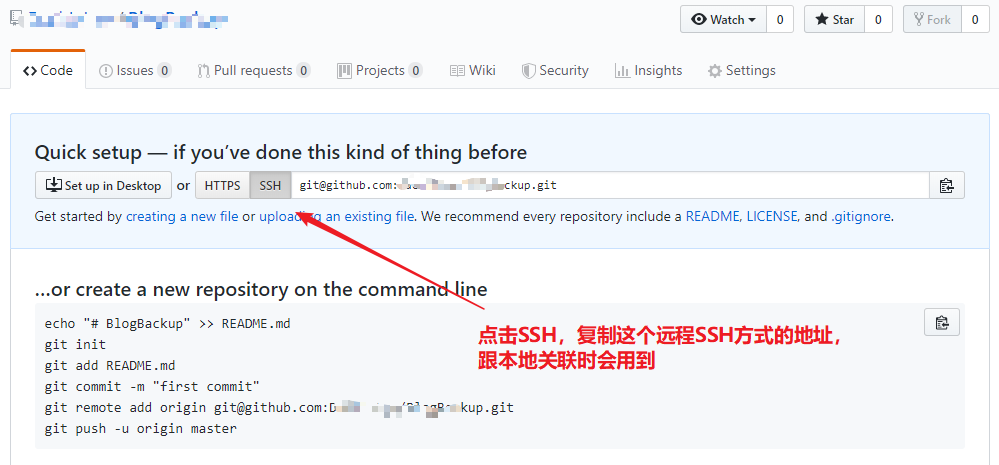 Watch 0 Star 0 Fork 0
Code Issues 0 Pull requests 0 Projects 0 Wiki Security Insights Settings
Quick setup — if you’ve done this kind of thing before
Set up in Desktop or HTTPS SSH git@github.com: ckup.git
Get started by creating a new file or uploading an existing file. We recommend every repository include a README, LICENSE, and .gitignore.
…or create a new repository on the command line
echo "# BlogBackup" >> README.md
git init
git add README.md
git commit -m "first commit"
git remote add origin git@github.com: .git
git push -u origin master
点击SSH，复制这个远程SSH方式的地址，
跟本地关联时会用到